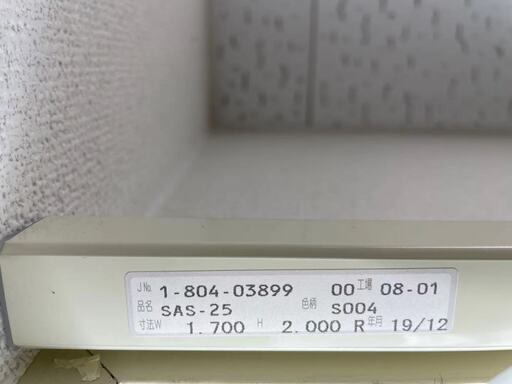 J№ 1-804-03899 00 工場 08-01
品名 SAS-25 色柄 S004
寸法W 1.700 H 2.000 R 年月 19/12